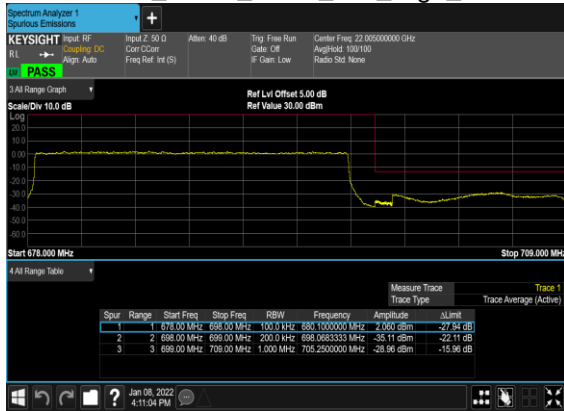 Spectrum Analyzer 1
Spurious Emissions
+
KEYSIGHT Input: RF Input Z: 50 Ω Atten: 40 dB Trig: Free Run Center Freq: 22.005000000 GHz
RL Coupling: DC Corr CCorr Gate: Off Avg|Hold: 100/100
Align: Auto Freq Ref: Int (S) IF Gain: Low Radio Std: None
PASS
3 All Range Graph
Ref Lvl Offset 5.00 dB
Scale/Div 10.0 dB Ref Value 30.00 dBm
Log
20.0
10.0
0.00
-10.0
-20.0
-30.0
-40.0
-50.0
-60.0
Start 678.000 MHz Stop 709.000 MHz
4 All Range Table
Measure Trace Trace 1
Trace Type Trace Average (Active)
Spur Range Start Freq Stop Freq RBW Frequency Amplitude ΔLimit
1 1 678.00 MHz 698.00 MHz 100.0 kHz 680.1000000 MHz 2.060 dBm -27.94 dB
2 2 698.00 MHz 699.00 MHz 200.0 kHz 698.0683333 MHz -35.11 dBm -22.11 dB
3 3 699.00 MHz 709.00 MHz 1.000 MHz 705.2500000 MHz -28.96 dBm -15.96 dB
? Jan 08, 2022
4:11:04 PM